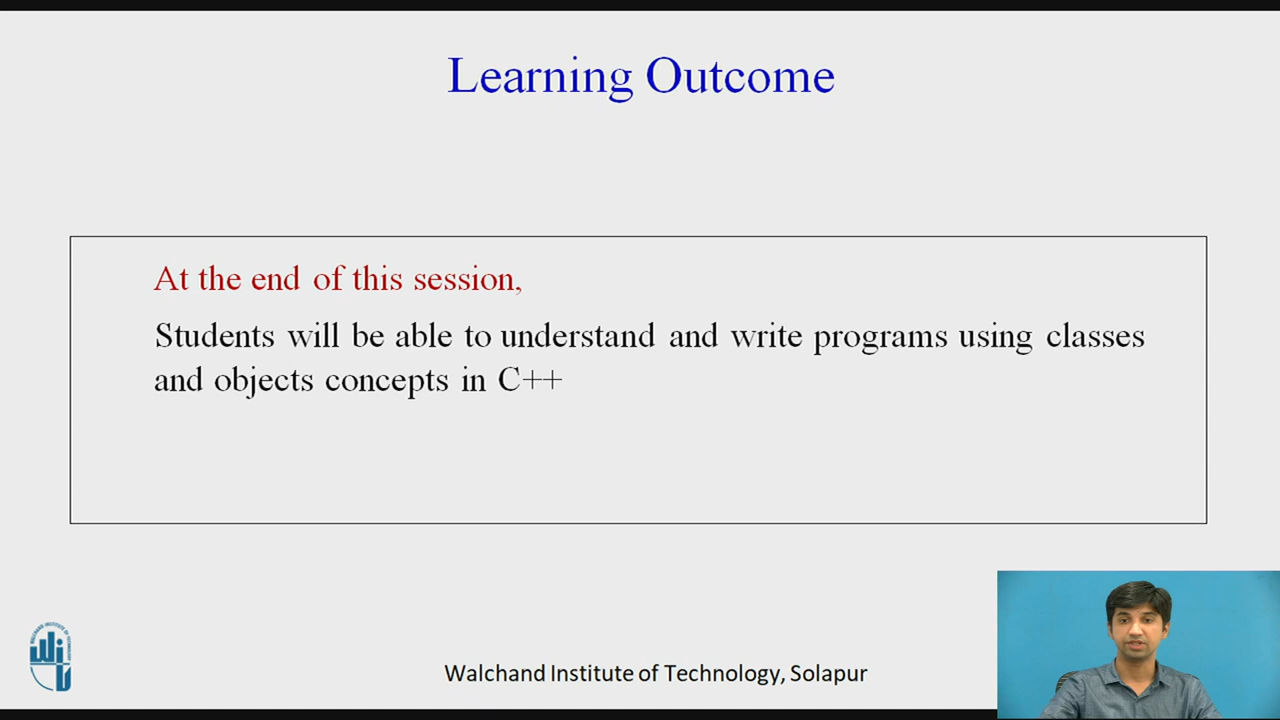 Learning Outcome
At the end of this session,
Students will be able to understand and write programs using classes
and objects concepts in C++
WIT
Walchand Institute of Technology, Solapur